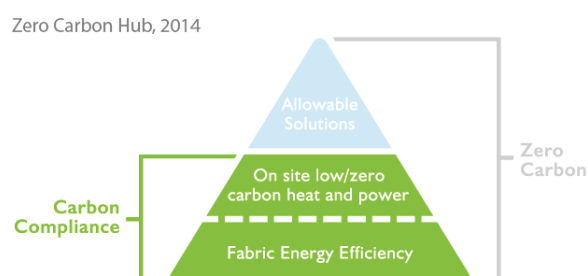 Zero Carbon Hub, 2014
Allowable
Solutions
On site low/zero
carbon heat and power
Zero
Carbon
Carbon
Compliance
Fabric Energy Efficiency